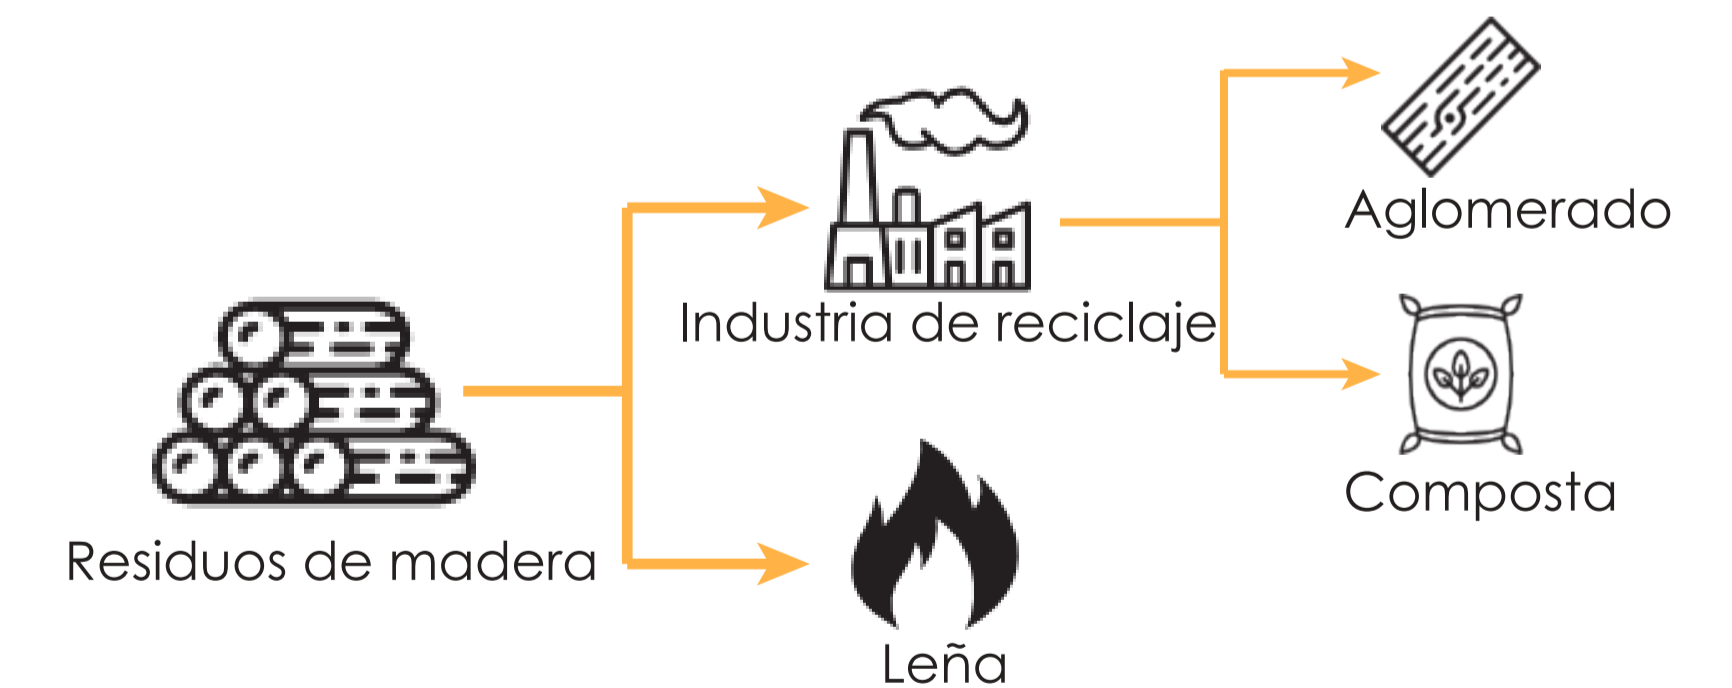 Aglomerado
Industria de reciclaje
Composta
Residuos de madera
Leña